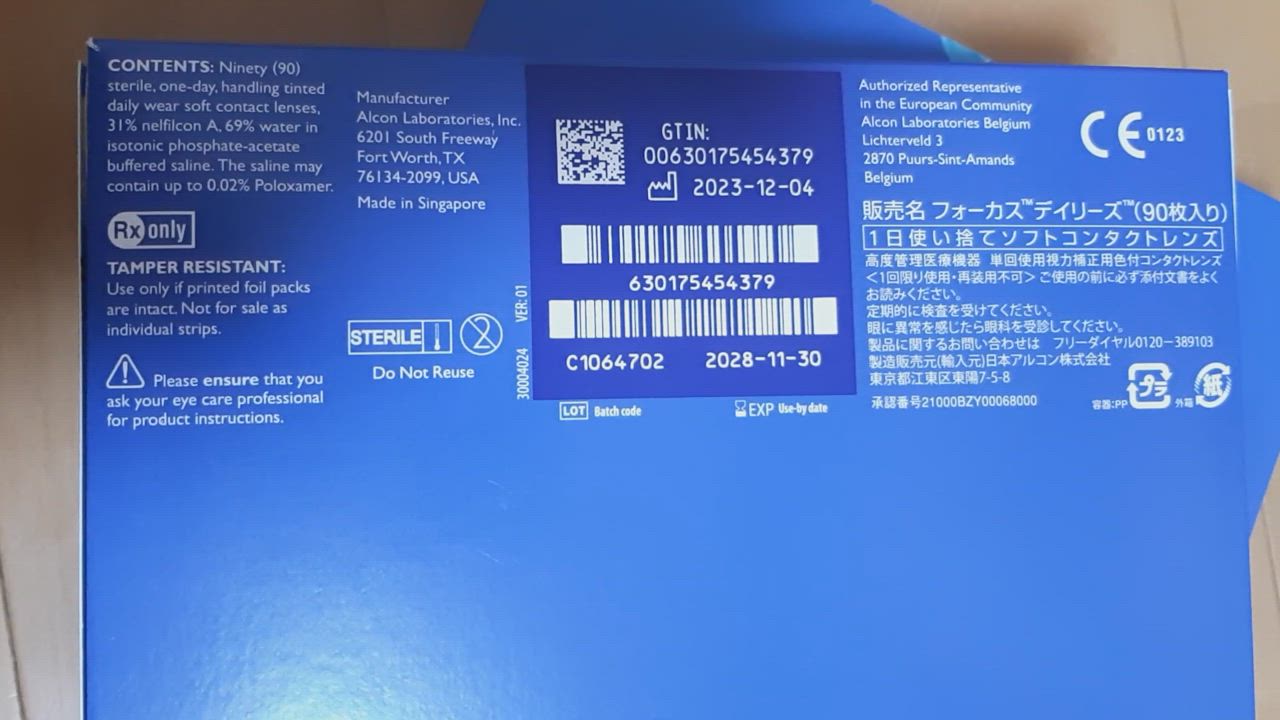 CONTENTS: Ninety (90)
sterile, one-day, handling tinted
daily wear soft contact lenses,
31% nelfilcon A, 69% water in
isotonic phosphate-acetate
buffered saline. The saline may
contain up to 0.02% Poloxamer.
Rx only
TAMPER RESISTANT:
Use only if printed foil packs
are intact. Not for sale as
individual strips.
Please ensure that you
ask your eye care professional
for product instructions.
Manufacturer
Alcon Laboratories, Inc.
6201 South Freeway
Fort Worth, TX
76134-2099, USA
Made in Singapore
STERILE
2
Do Not Reuse
30004024 VER: 01
GTIN:
00630175454379
2023-12-04
630175454379
C1064702 2028-11-30
LOT Batch code
EXP Use-by date
Authorized Representative
in the European Community
Alcon Laboratories Belgium
Lichterveld 3
2870 Puurs-Sint-Amands
Belgium
CE 0123
販売名 フォーカス™デイリーズ™(90枚入り)
1日使い捨てソフトコンタクトレンズ
高度管理医療機器 単回使用視力補正用色付コンタクトレンズ
<1回限り使用・再装用不可> ご使用の前に必ず添付文書をよく
お読みください。
定期的に検査を受けてください。
眼に異常を感じたら眼科を受診してください。
製品に関するお問い合わせは フリーダイヤル0120-389103
製造販売元(輸入元)日本アルコン株式会社
東京都江東区東陽7-5-8
承認番号21000BZY00068000
容器:PP プラ 外箱 紙